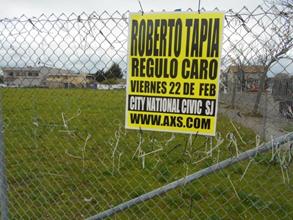 ROBERTO TAPIA
REGULO CARO
VIERNES 22 DE FEB
CITY NATIONAL CIVIC SJ
WWW.AXS.COM